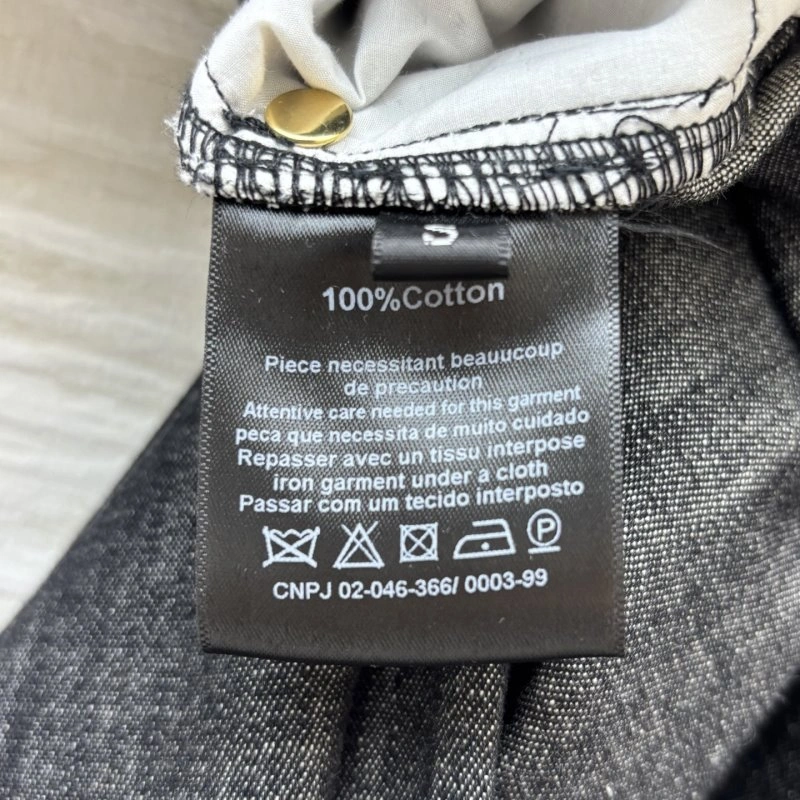 100%Cotton
Piece necessitant beauucoup
de precaution
Attentive care needed for this garment
peca que necessita de muito cuidado
Repasser avec un tissu interpose
iron garment under a cloth
Passar com um tecido interposto
P
CNPJ 02-046-366/ 0003-99